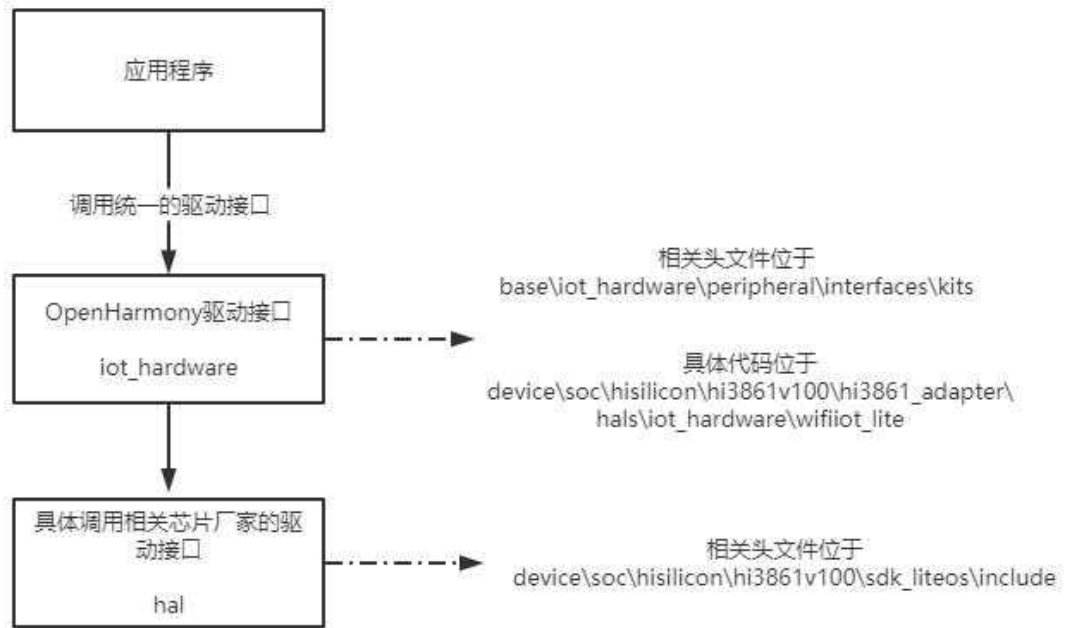 应用程序
调用统一的驱动接口
OpenHarmony驱动接口
iot_hardware
相关头文件位于
base\iot_hardware\peripheral\interfaces\kits
具体代码位于
device\soc\hisilicon\hi3861v100\hi3861_adapter\
hals\iot_hardware\wifiiot_lite
具体调用相关芯片厂家的驱
动接口
hal
相关头文件位于
device\soc\hisilicon\hi3861v100\sdk_liteos\include